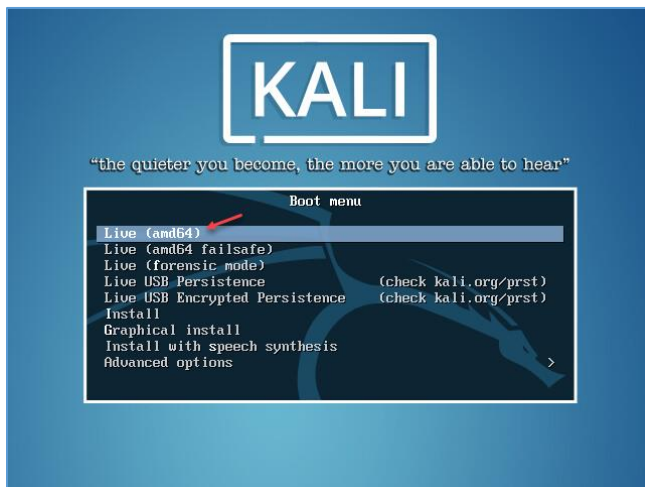 KALI
“the quieter you become, the more you are able to hear”
Boot menu
Live (amd64)
Live (amd64 failsafe)
Live (forensic mode)
Live USB Persistence (check kali.org/prst)
Live USB Encrypted Persistence (check kali.org/prst)
Install
Graphical install
Install with speech synthesis
Advanced options >